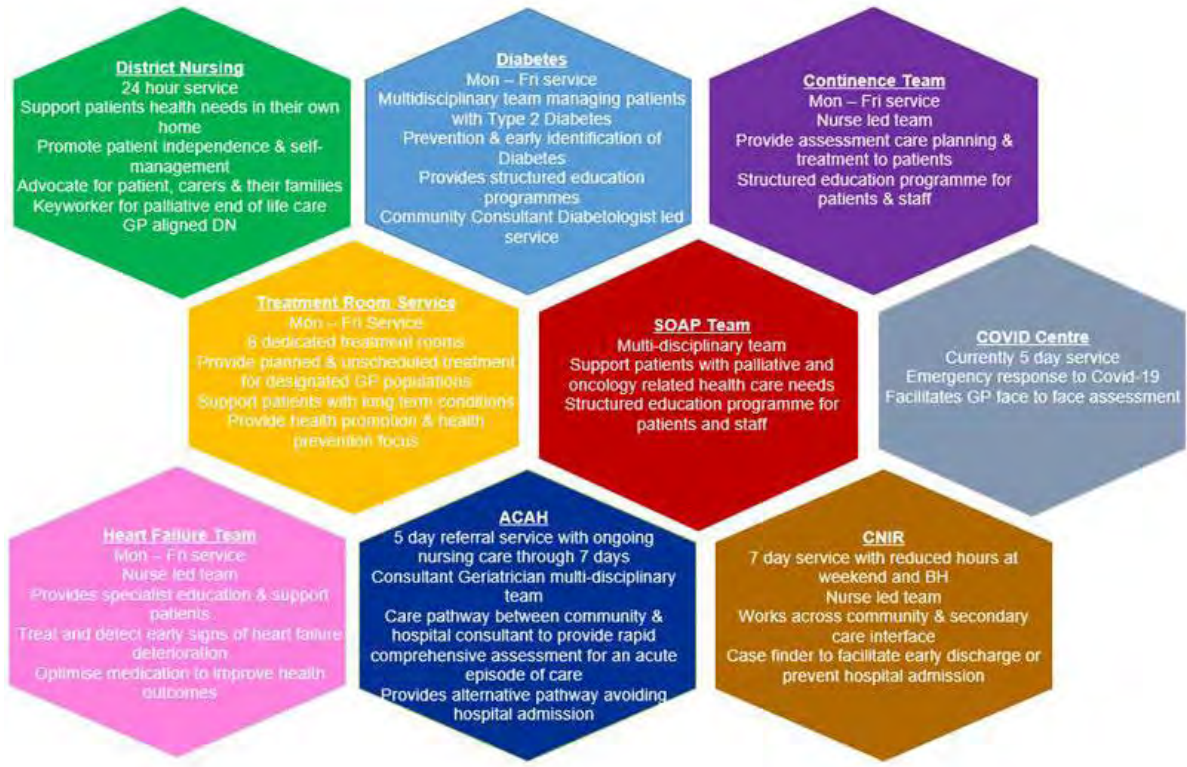 District Nursing
24 hour service
Support patients health needs in their own
home
Promote patient independence & self-
management
Advocate for patient, carers & their families
Keyworker for palliative end of life care
GP aligned DN
Diabetes
Mon – Fri service
Multidisciplinary team managing patients
with Type 2 Diabetes
Prevention & early identification of
Diabetes
Provides structured education
programmes
Community Consultant Diabetologist led
service
Continence Team
Mon – Fri service
Nurse led team
Provide assessment care planning &
treatment to patients
Structured education programme for
patients & staff
Treatment Room Service
Mon – Fri Service
6 dedicated treatment rooms
Provide planned & unscheduled treatment
for designated GP populations
Support patients with long term conditions
Provide health promotion & health
prevention focus
SOAP Team
Multi-disciplinary team
Support patients with palliative and
oncology related health care needs
Structured education programme for
patients and staff
COVID Centre
Currently 5 day service
Emergency response to Covid-19
Facilitates GP face to face assessment
Heart Failure Team
Mon – Fri service
Nurse led team
Provides specialist education & support
patients
Treat and detect early signs of heart failure
deterioration
Optimise medication to improve health
outcomes
ACAH
5 day referral service with ongoing
nursing care through 7 days
Consultant Geriatrician multi-disciplinary
team
Care pathway between community &
hospital consultant to provide rapid
comprehensive assessment for an acute
episode of care
Provides alternative pathway avoiding
hospital admission
CNIR
7 day service with reduced hours at
weekend and BH
Nurse led team
Works across community & secondary
care interface
Case finder to facilitate early discharge or
prevent hospital admission